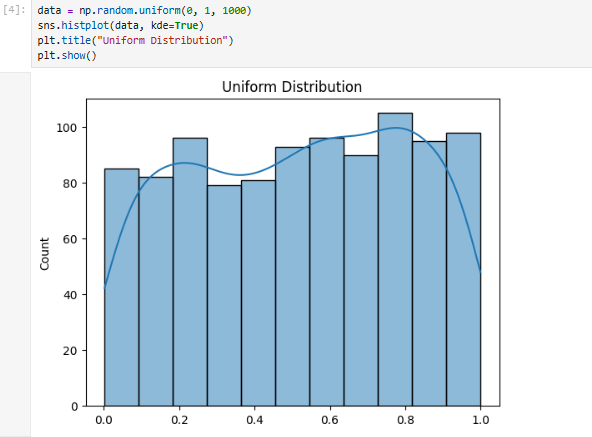 [4]:
data = np.random.uniform(0, 1, 1000)
sns.histplot(data, kde=True)
plt.title("Uniform Distribution")
plt.show()
Uniform Distribution
Count
100
80
60
40
20
0
0.0 0.2 0.4 0.6 0.8 1.0